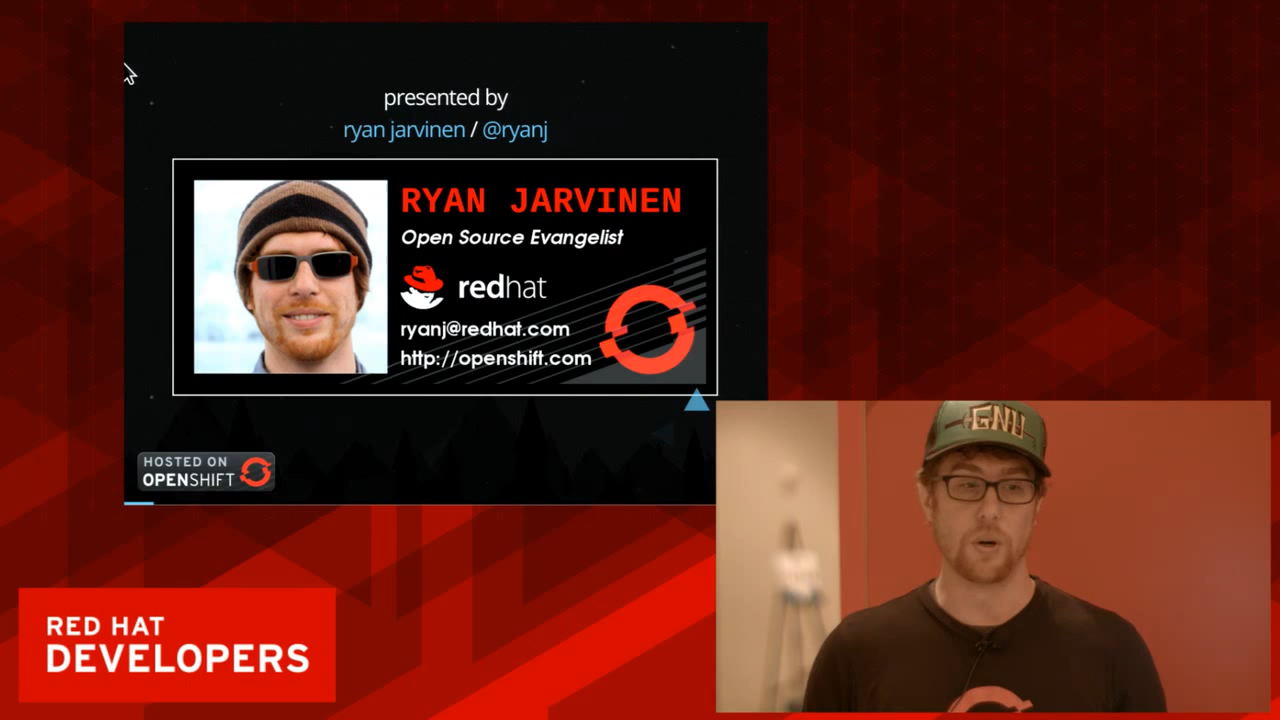 presented by
ryan jarvinen / @ryanj
RYAN JARVINEN
Open Source Evangelist
redhat
ryanj@redhat.com
http://openshift.com
HOSTED ON
OPENSHIFT
GNU
RED HAT
DEVELOPERS